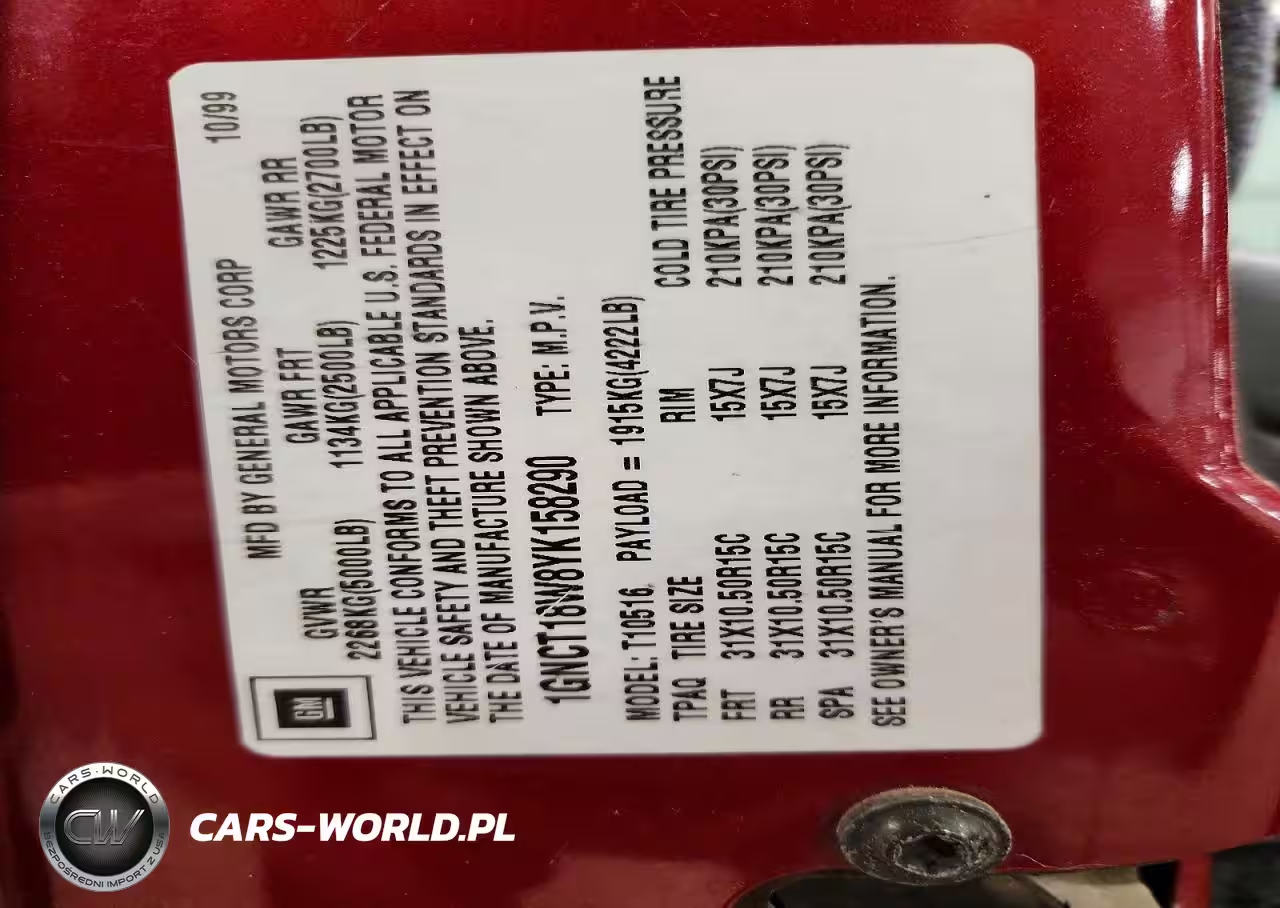 MFD BY GENERAL MOTORS CORP 10/99
GVWR GAWR FRT GAWR RR
2268KG(5000LB) 1134KG(2500LB) 1225KG(2700LB)
THIS VEHICLE CONFORMS TO ALL APPLICABLE U.S. FEDERAL MOTOR
VEHICLE SAFETY AND THEFT PREVENTION STANDARDS IN EFFECT ON
THE DATE OF MANUFACTURE SHOWN ABOVE.
1GNCT18W8YK158290 TYPE: M.P.V.
MODEL: T10516 PAYLOAD = 1915KG(4222LB)
TPAQ TIRE SIZE RIM COLD TIRE PRESSURE
FRT 31X10.50R15C 15X7J 210KPA(30PSI)
RR 31X10.50R15C 15X7J 210KPA(30PSI)
SPA 31X10.50R15C 15X7J 210KPA(30PSI)
SEE OWNER'S MANUAL FOR MORE INFORMATION.
GM
CARS-WORLD
CW
BEZPOŚREDNI IMPORT Z USA
CARS-WORLD.PL